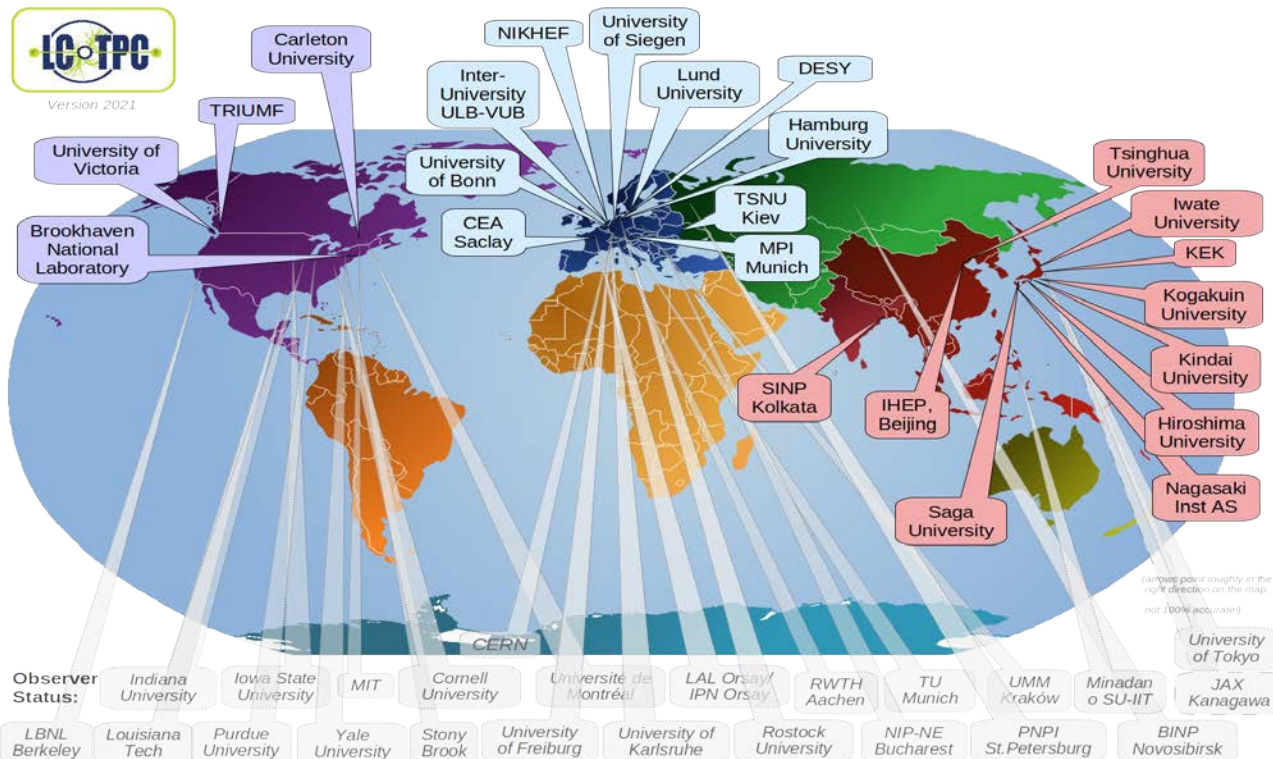 LC TPC
Version 2021
Carleton
University
TRIUMF
University of
Victoria
Brookhaven
National
Laboratory
NIKHEF
University
of Siegen
Inter-
University
ULB-VUB
Lund
University
DESY
Hamburg
University
University
of Bonn
CEA
Saclay
TSNU
Kiev
MPI
Munich
Tsinghua
University
Iwate
University
KEK
Kogakuin
University
Kindai
University
Hiroshima
University
Nagasaki
Inst AS
SINP
Kolkata
IHEP,
Beijing
Saga
University
(arrows point roughly in the
right direction on the map..
not 100% accurate!)
CERN
Observer
Status:
Indiana
University
Iowa State
University
MIT
Cornell
University
Université de
Montréal
LAL Orsay/
IPN Orsay
RWTH
Aachen
TU
Munich
UMM
Kraków
Minadan
o SU-IIT
University
of Tokyo
JAX
Kanagawa
LBNL
Berkeley
Louisiana
Tech
Purdue
University
Yale
University
Stony
Brook
University
of Freiburg
University of
Karlsruhe
Rostock
University
NIP-NE
Bucharest
PNPI
St.Petersburg
BINP
Novosibirsk